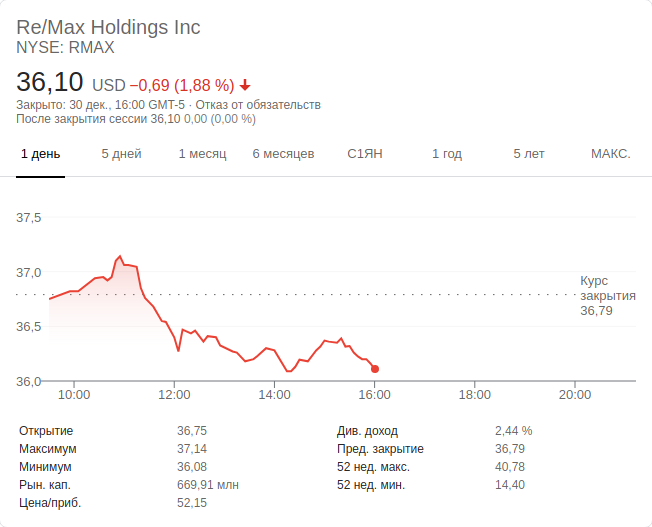 Re/Max Holdings Inc
NYSE: RMAX
36,10 USD −0,69 (1,88 %)
Закрыто: 30 дек., 16:00 GMT-5 · Отказ от обязательств
После закрытия сессии 36,10 0,00 (0,00 %)
1 день 5 дней 1 месяц 6 месяцев С1ЯН 1 год 5 лет МАКС.
37,5
37,0
Курс
закрытия
36,79
36,5
36,0
10:00 12:00 14:00 16:00 18:00 20:00
Открытие 36,75 Див. доход 2,44 %
Максимум 37,14 Пред. закрытие 36,79
Минимум 36,08 52 нед. макс. 40,78
Рын. кап. 669,91 млн 52 нед. мин. 14,40
Цена/приб. 52,15